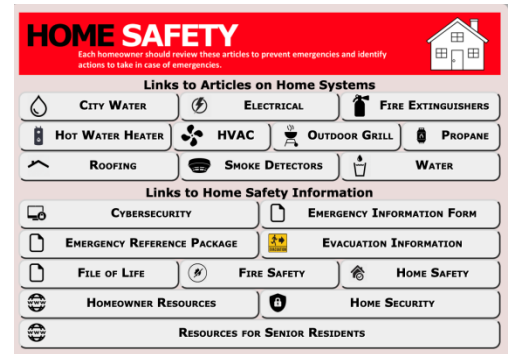 HOME SAFETY
Each homeowner should review these articles to prevent emergencies and identify
actions to take in case of emergencies.
Links to Articles on Home Systems
CITY WATER
ELECTRICAL
FIRE EXTINGUISHERS
HOT WATER HEATER
HVAC
OUTDOOR GRILL
PROPANE
ROOFING
SMOKE DETECTORS
WATER
Links to Home Safety Information
CYBERSECURITY
EMERGENCY INFORMATION FORM
EMERGENCY REFERENCE PACKAGE
EVACUATION INFORMATION
FILE OF LIFE
FIRE SAFETY
HOME SAFETY
HOMEOWNER RESOURCES
HOME SECURITY
RESOURCES FOR SENIOR RESIDENTS